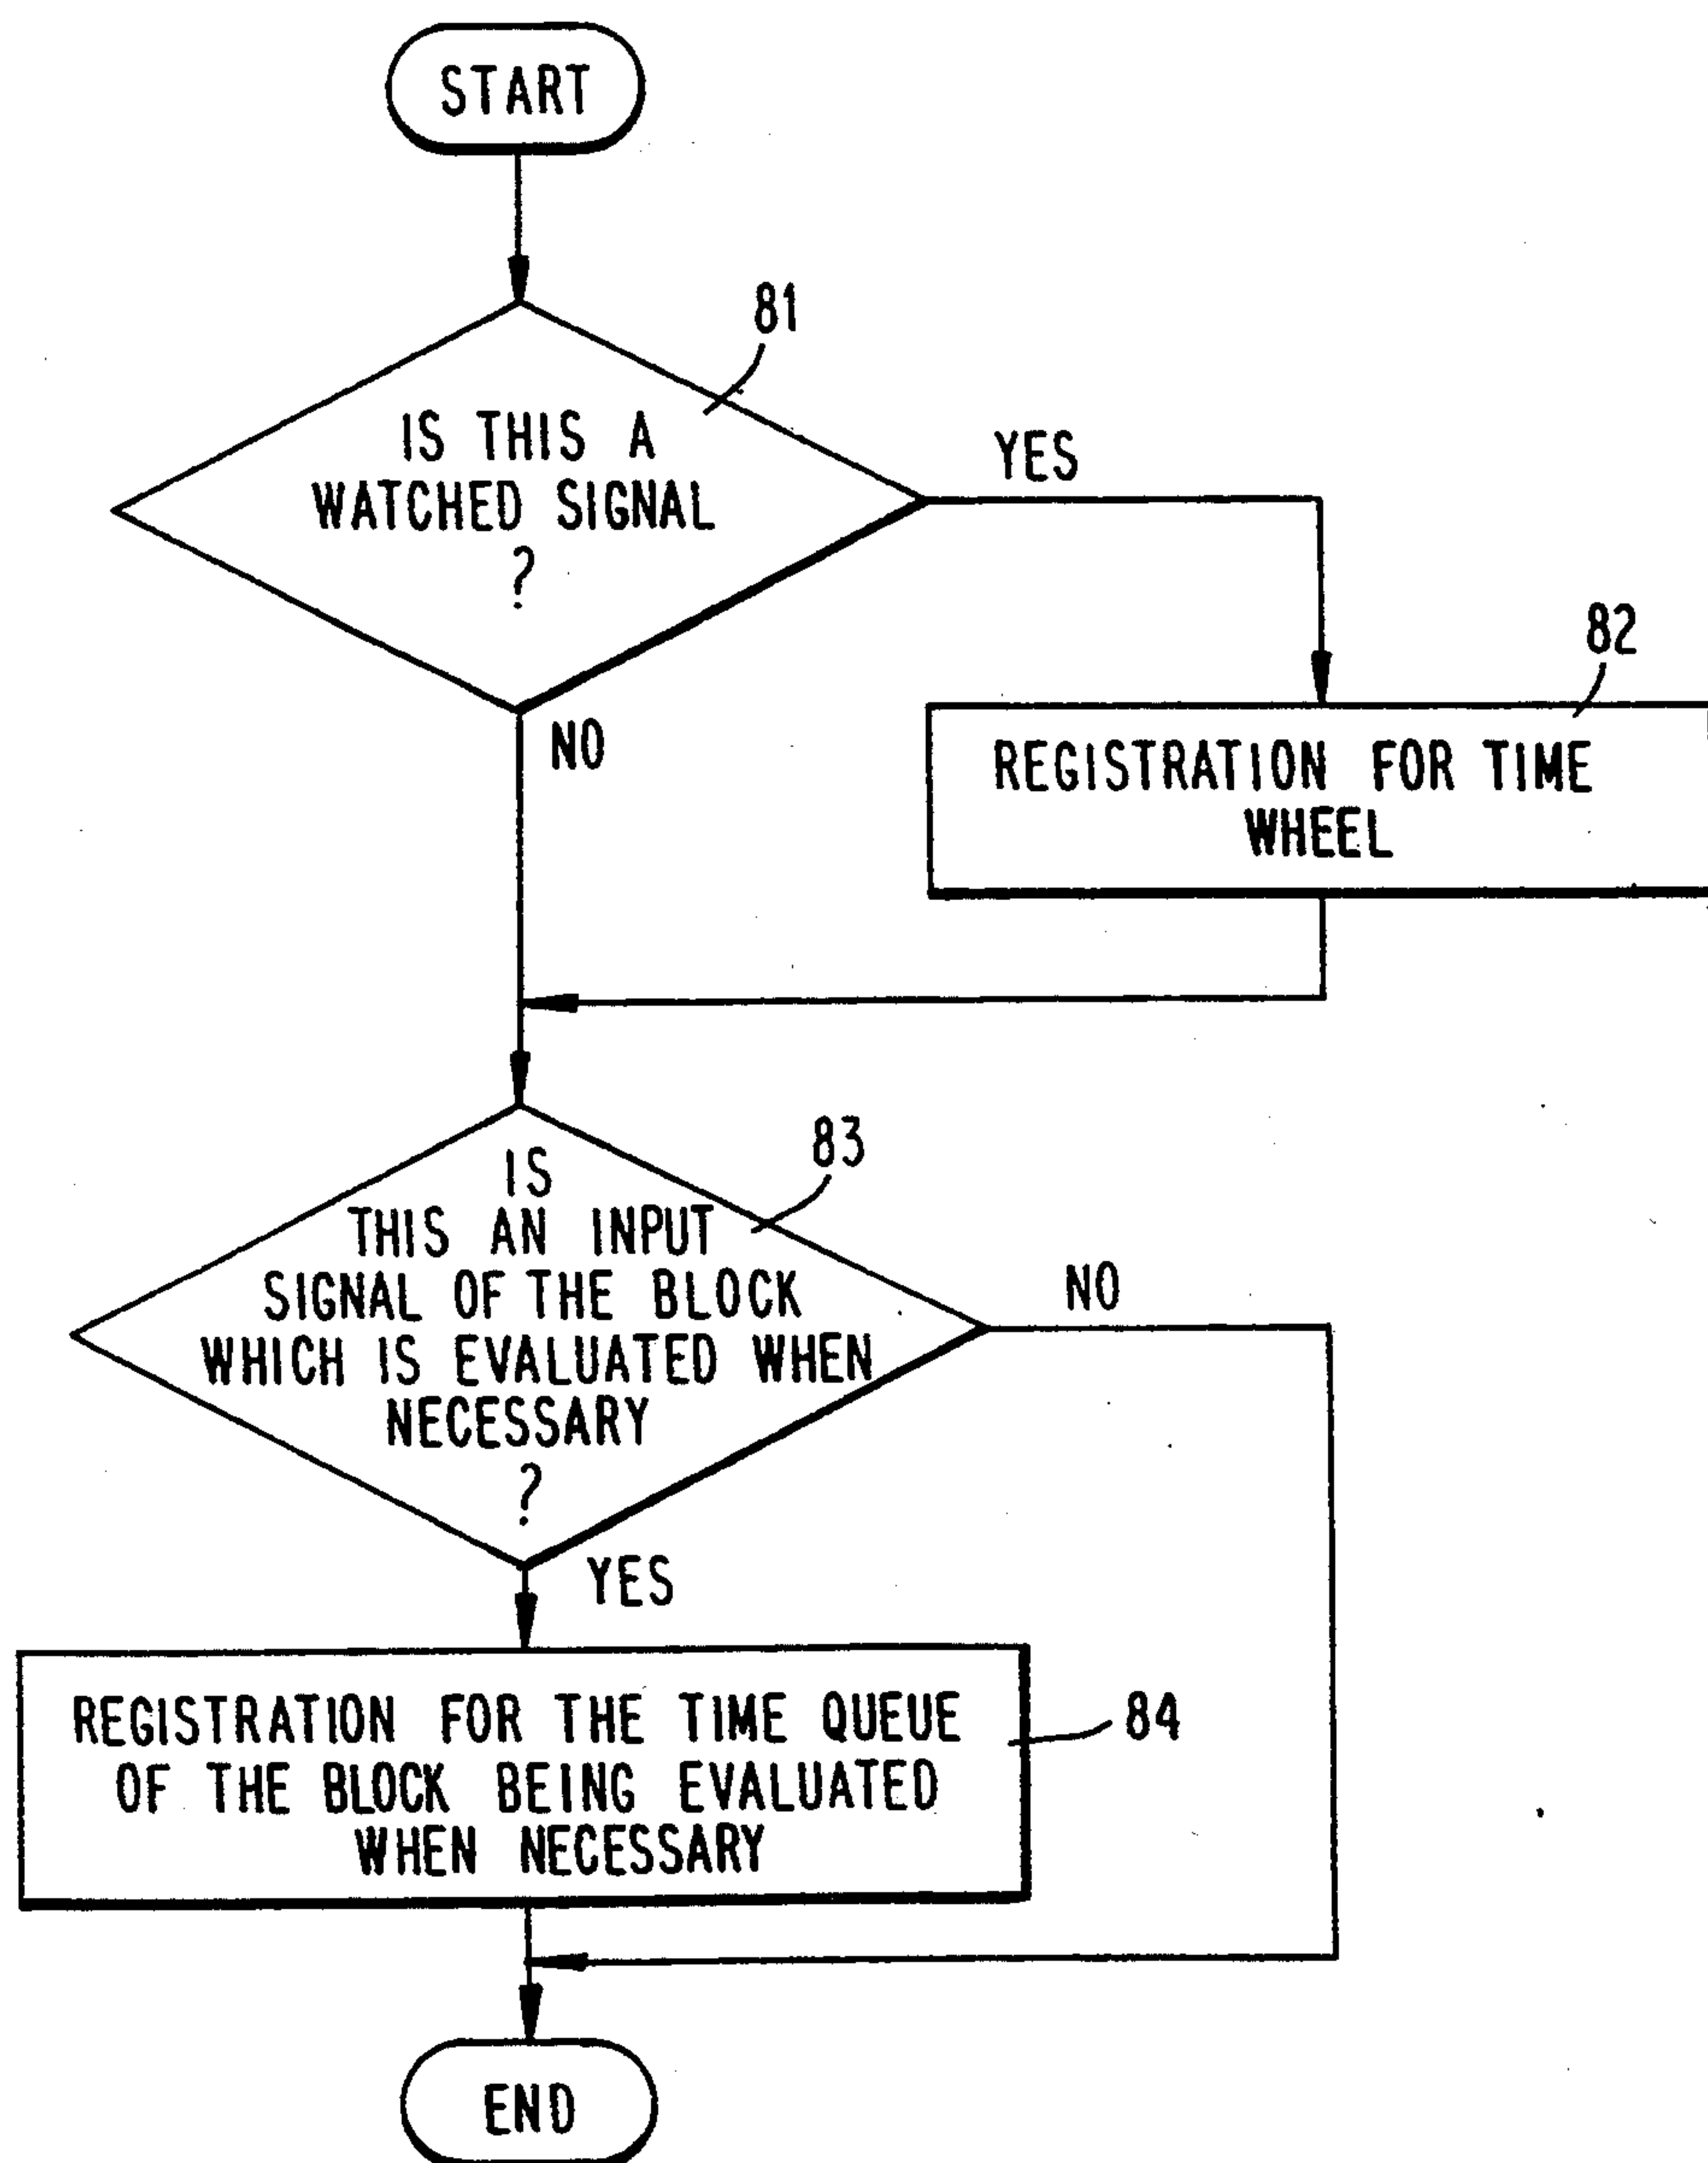 START
81
IS THIS A
WATCHED SIGNAL
?
YES
NO
82
REGISTRATION FOR TIME
WHEEL
83
IS
THIS AN INPUT
SIGNAL OF THE BLOCK
WHICH IS EVALUATED WHEN
NECESSARY
?
NO
YES
REGISTRATION FOR THE TIME QUEUE
OF THE BLOCK BEING EVALUATED
WHEN NECESSARY
84
END